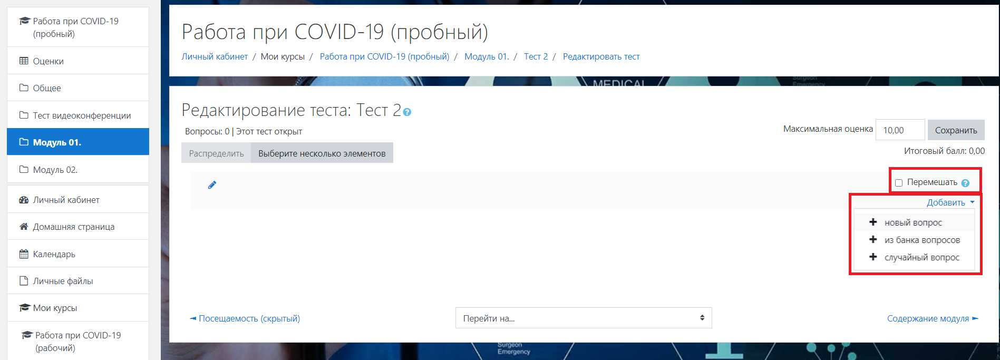 Работа при COVID-19
(пробный)
Оценки
Общее
Тест видеоконференции
Модуль 01.
Модуль 02.
Личный кабинет
Домашняя страница
Календарь
Личные файлы
Мои курсы
Работа при COVID-19
(рабочий)
Работа при COVID-19 (пробный)
Личный кабинет / Мои курсы / Работа при COVID-19 (пробный) / Модуль 01. / Тест 2 / Редактировать тест
Surgeon
Emergency
MEDICAL
Редактирование теста: Тест 2
Вопросы: 0 | Этот тест открыт
Максимальная оценка 10,00 Сохранить
Итоговый балл: 0,00
Распределить Выберите несколько элементов
Перемешать
Добавить
новый вопрос
из банка вопросов
случайный вопрос
◄ Посещаемость (скрытый)
Перейти на...
Содержание модуля ►
Surgeon
Emergency